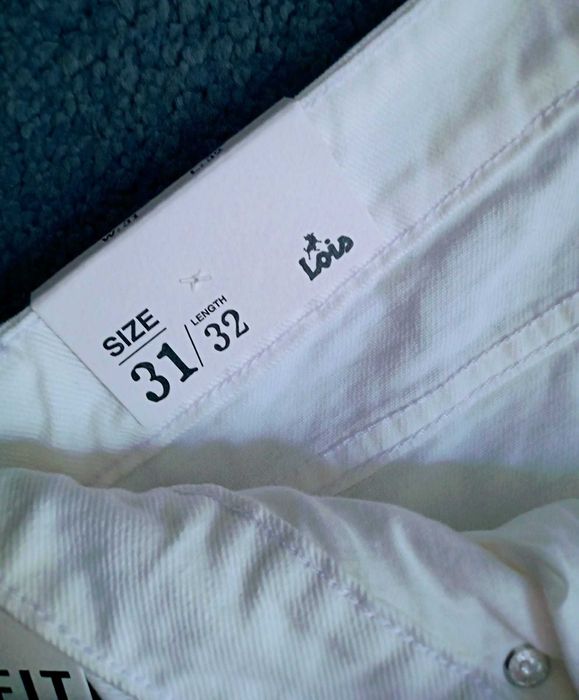 Lois
SIZE
31/
LENGTH
32
FIT